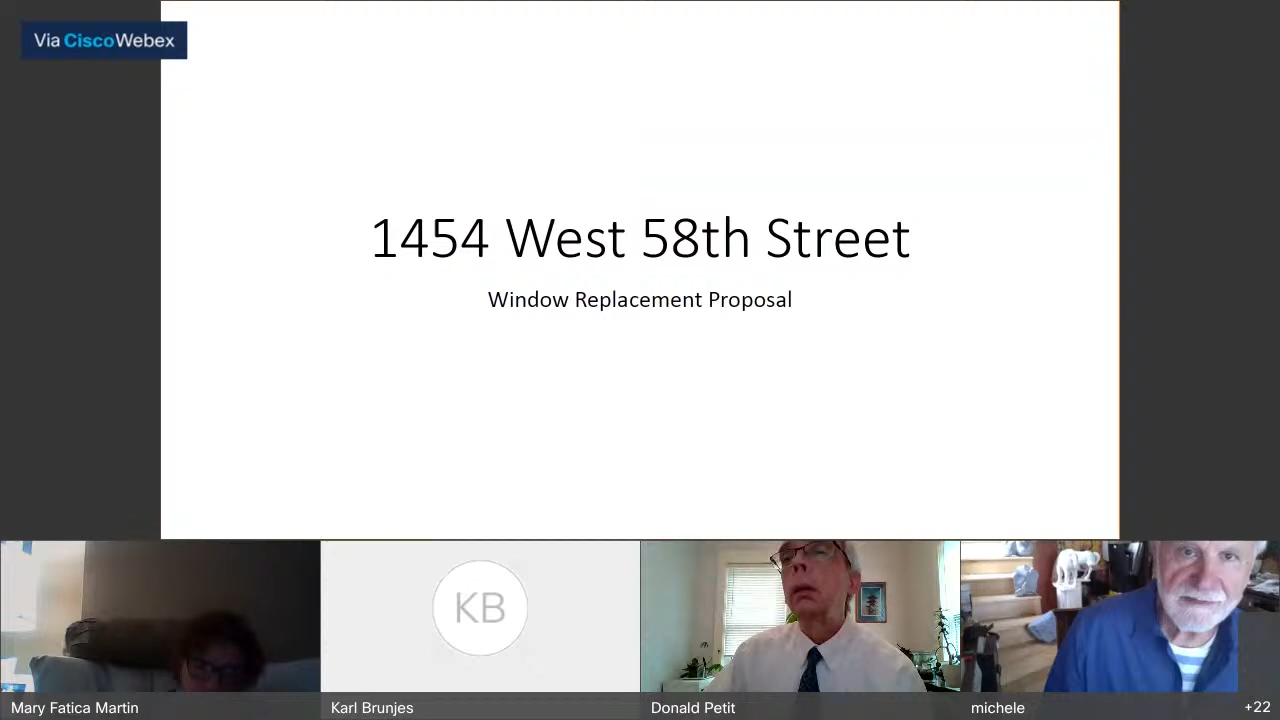 Via CiscoWebex
1454 West 58th Street
Window Replacement Proposal
KB
Mary Fatica Martin
Karl Brunjes
Donald Petit
michele
+22